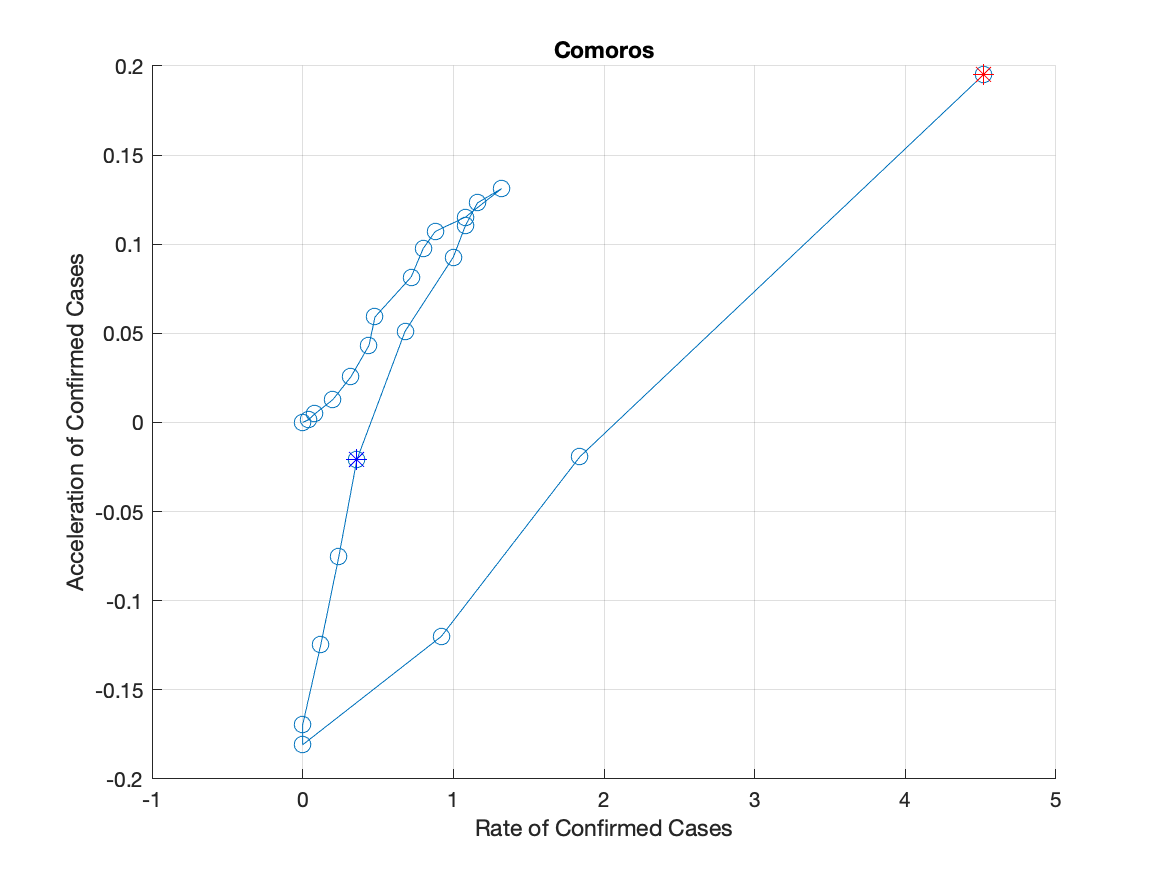 Comoros
0.2
0.15
0.1
0.05
0
-0.05
-0.1
-0.15
-0.2
Acceleration of Confirmed Cases
-1 0 1 2 3 4 5
Rate of Confirmed Cases